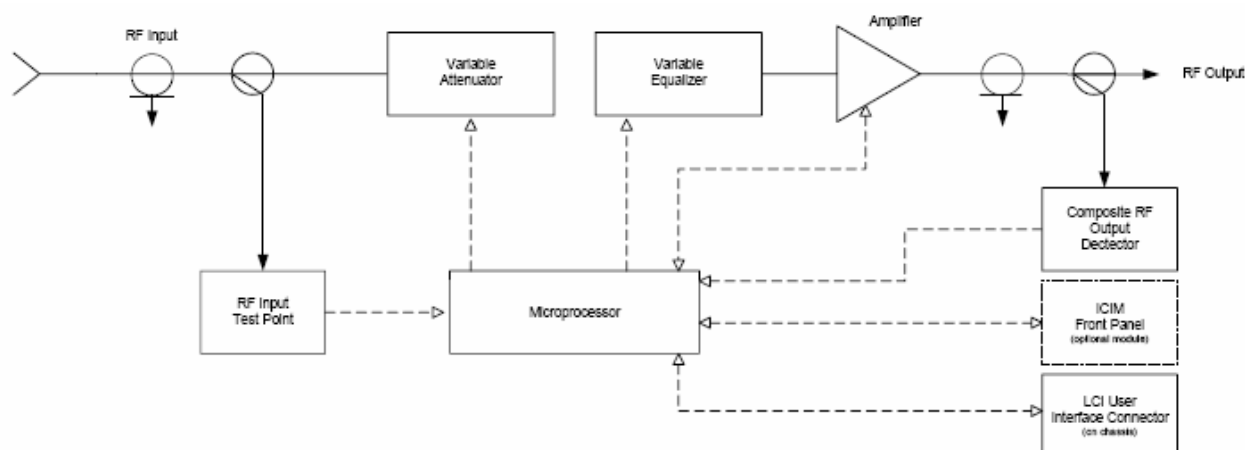 RF Input
Variable
Attenuator
Variable
Equalizer
Amplifier
RF Output
Composite RF
Output
Dectector
RF Input
Test Point
Microprocessor
ICIM
Front Panel
(optional module)
LCI User
Interface Connector
(on chassis)